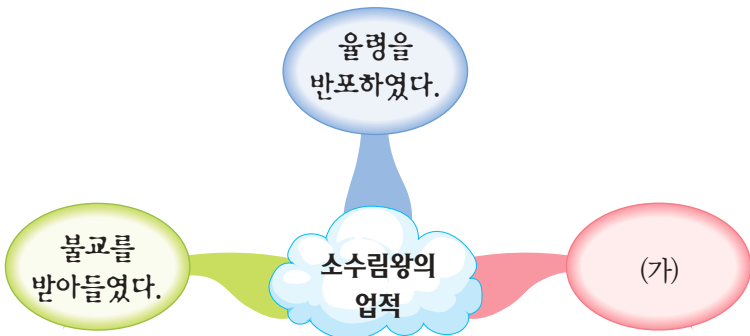 율령을
반포하였다.
불교를
받아들였다.
소수림왕의
업적
(가)